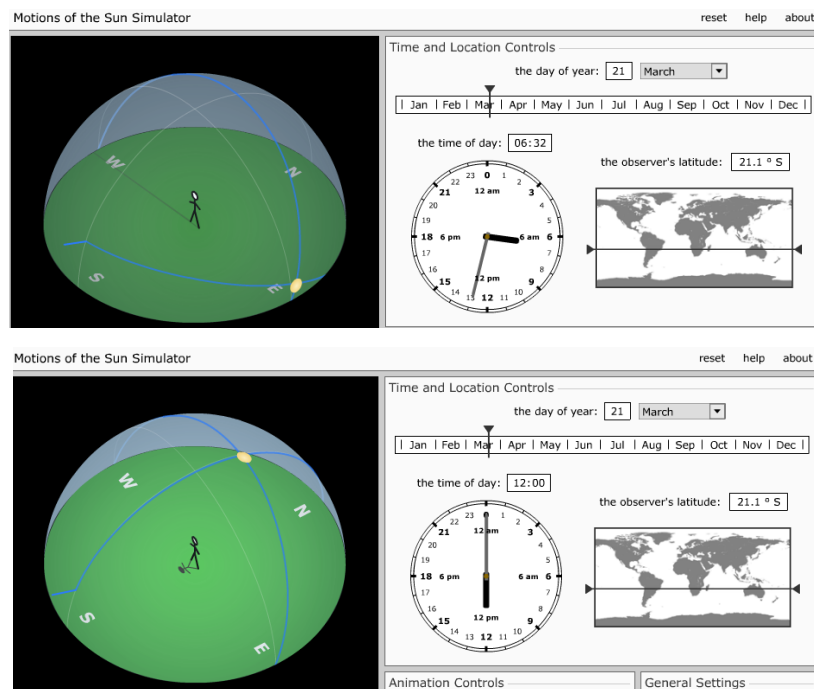 Motions of the Sun Simulator reset help about
Time and Location Controls
the day of year: 21 March
Jan Feb Mar Apr May Jun Jul Aug Sep Oct Nov Dec
the time of day: 06:32
the observer's latitude: 21.1 ° S
23 0 1
22 2
21 12 am 3
20 4
19 5
18 6 pm 6 am 6
17 7
16 8
15 12 pm 9
14 13 12 11 10
W N
S E
Motions of the Sun Simulator reset help about
Time and Location Controls
the day of year: 21 March
Jan Feb Mar Apr May Jun Jul Aug Sep Oct Nov Dec
the time of day: 12:00
the observer's latitude: 21.1 ° S
23 1
22 2
21 12 am 3
20 4
19 5
18 6 pm 6 am 6
17 7
16 8
15 12 pm 9
14 13 12 11 10
W N
S E
Animation Controls General Settings